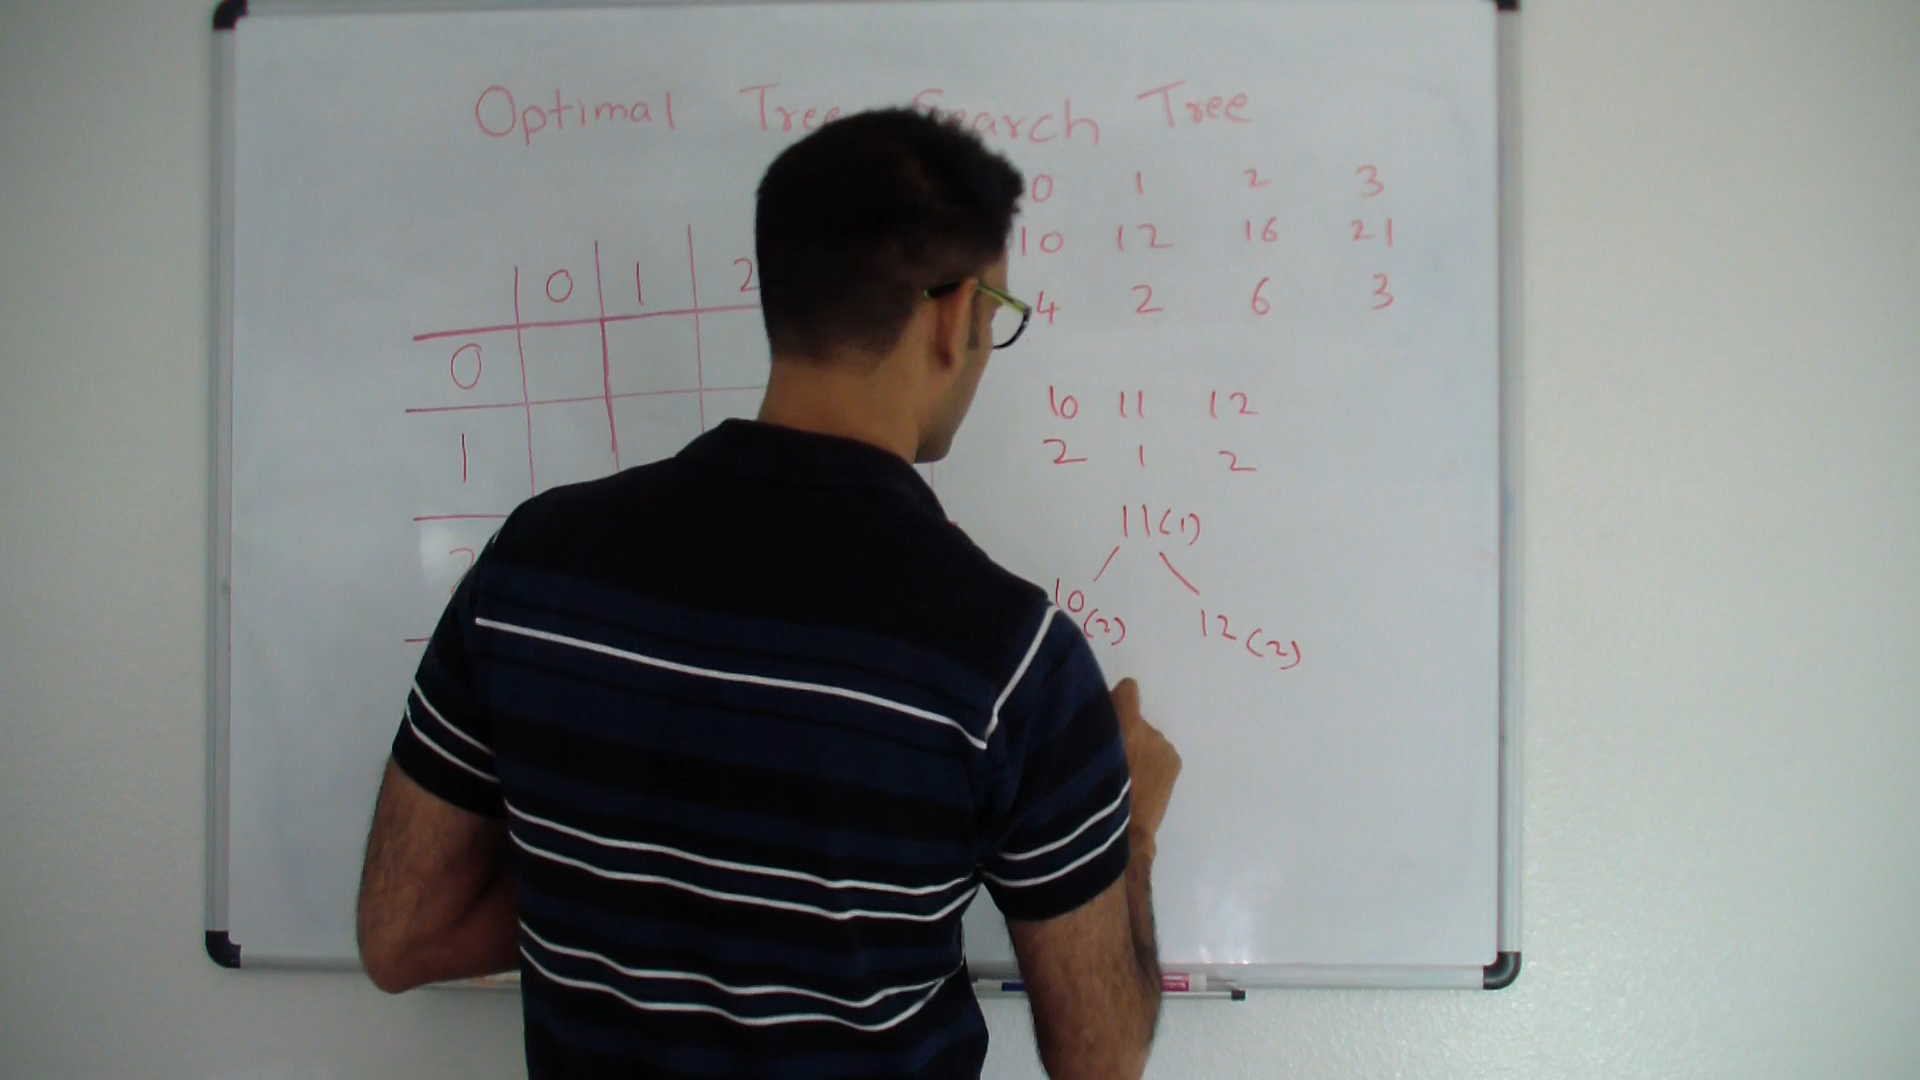 Optimal Tree Search Tree
0 1 2 3
10 12 16 21
4 2 6 3
0 1 2
0
1
2
10 11 12
2 1 2
11(1)
10(2) 12(2)